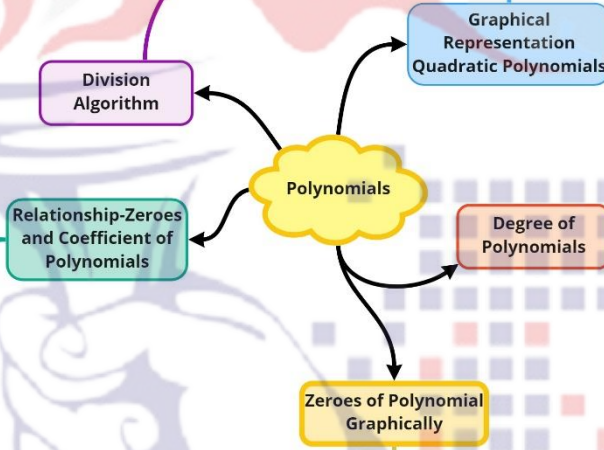 Graphical
Representation
Quadratic Polynomials
Division
Algorithm
Polynomials
Relationship-Zeroes
and Coefficient of
Polynomials
Degree of
Polynomials
Zeroes of Polynomial
Graphically